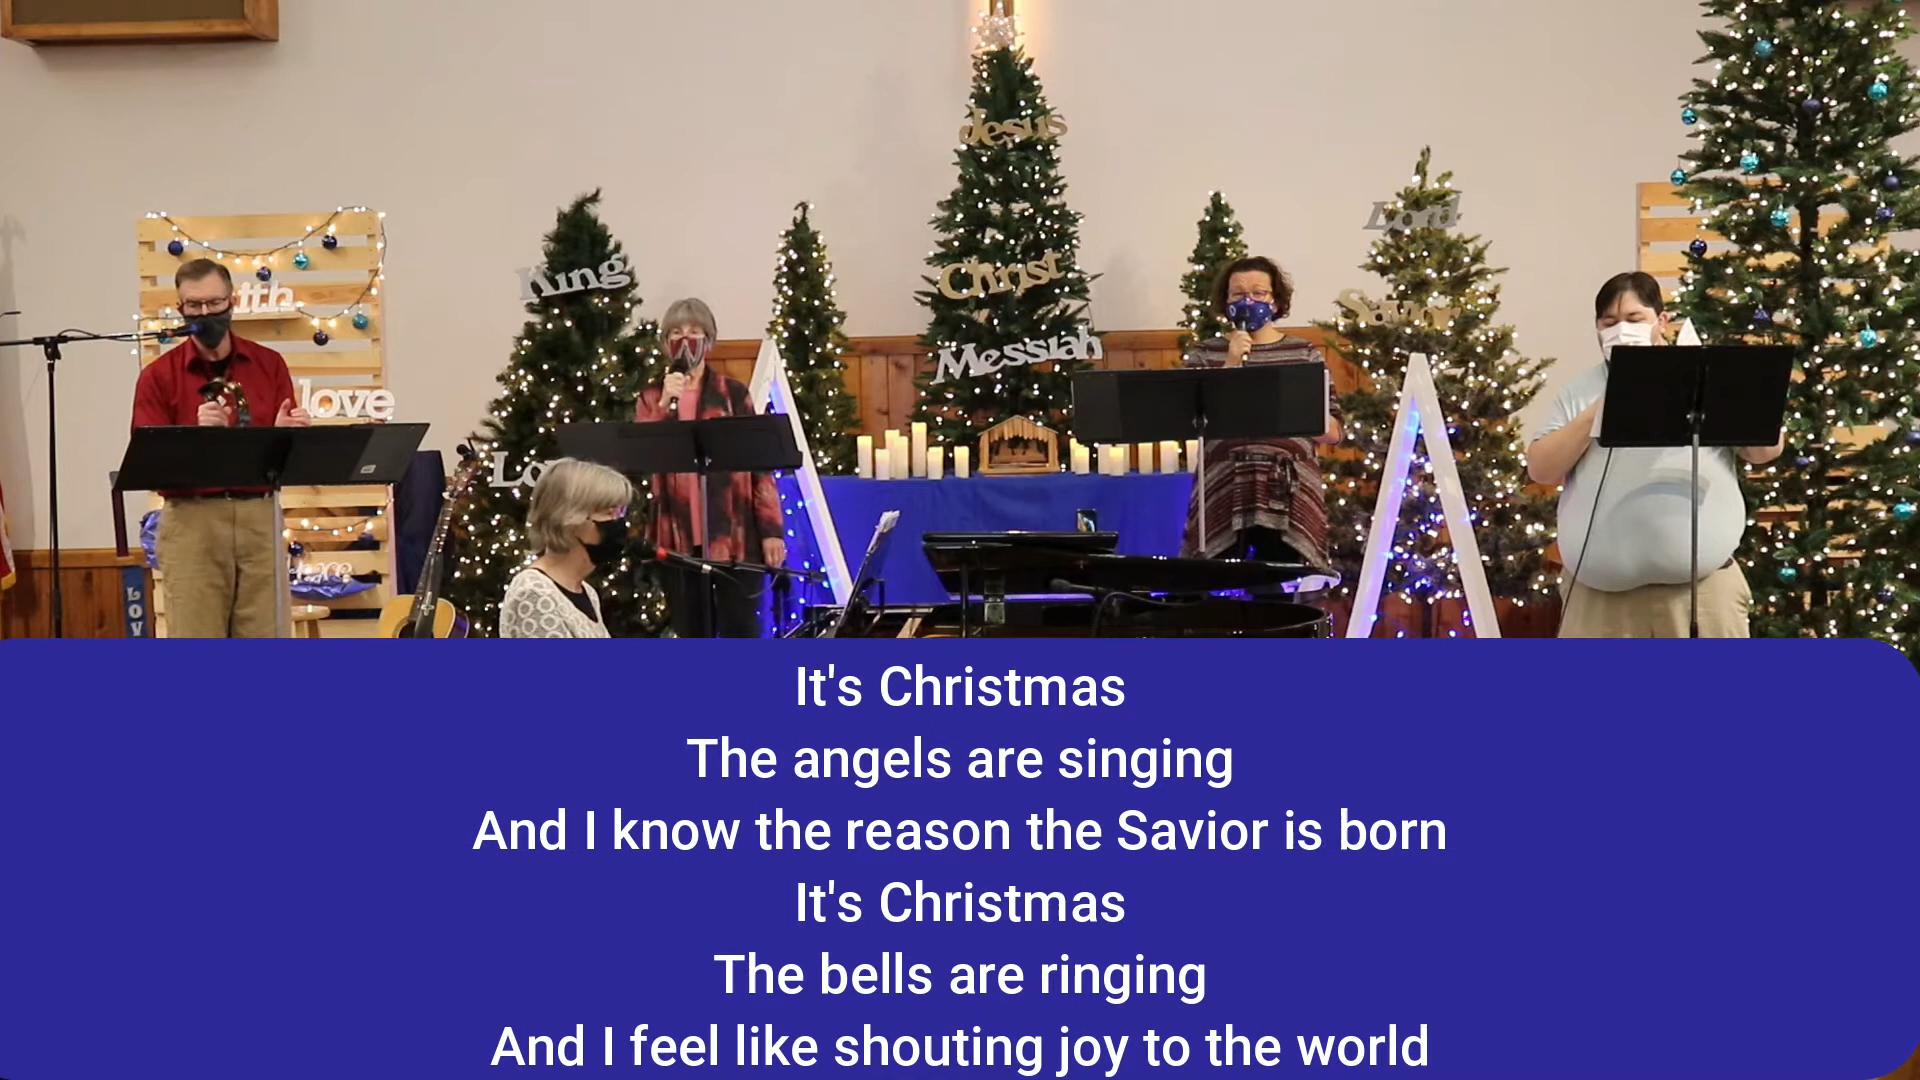 Jesus
Christ
Messiah
King
Lord
Savior
love
LOV
It's Christmas
The angels are singing
And I know the reason the Savior is born
It's Christmas
The bells are ringing
And I feel like shouting joy to the world